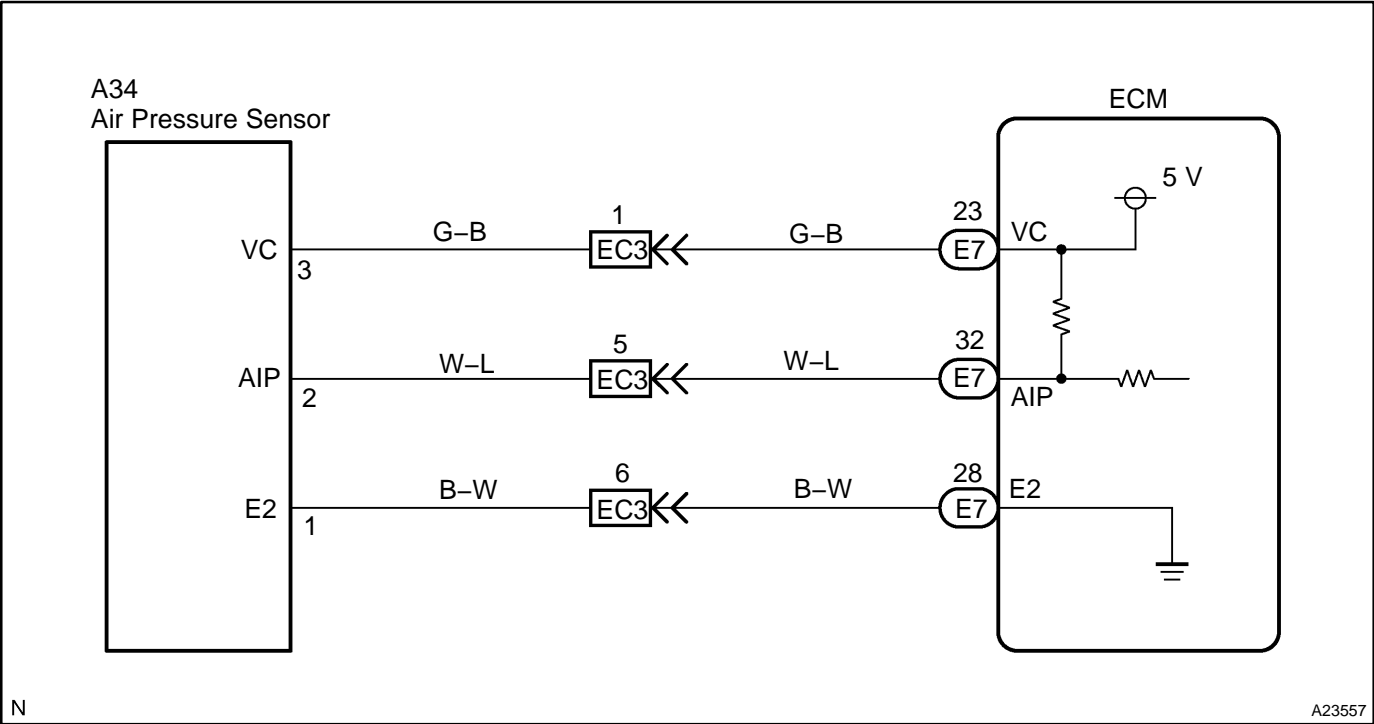 A34
Air Pressure Sensor
ECM
5 V
VC
3
G–B
1
EC3
G–B
23
E7
VC
AIP
2
W–L
5
EC3
W–L
32
E7
AIP
E2
1
B–W
6
EC3
B–W
28
E7
E2
N
A23557